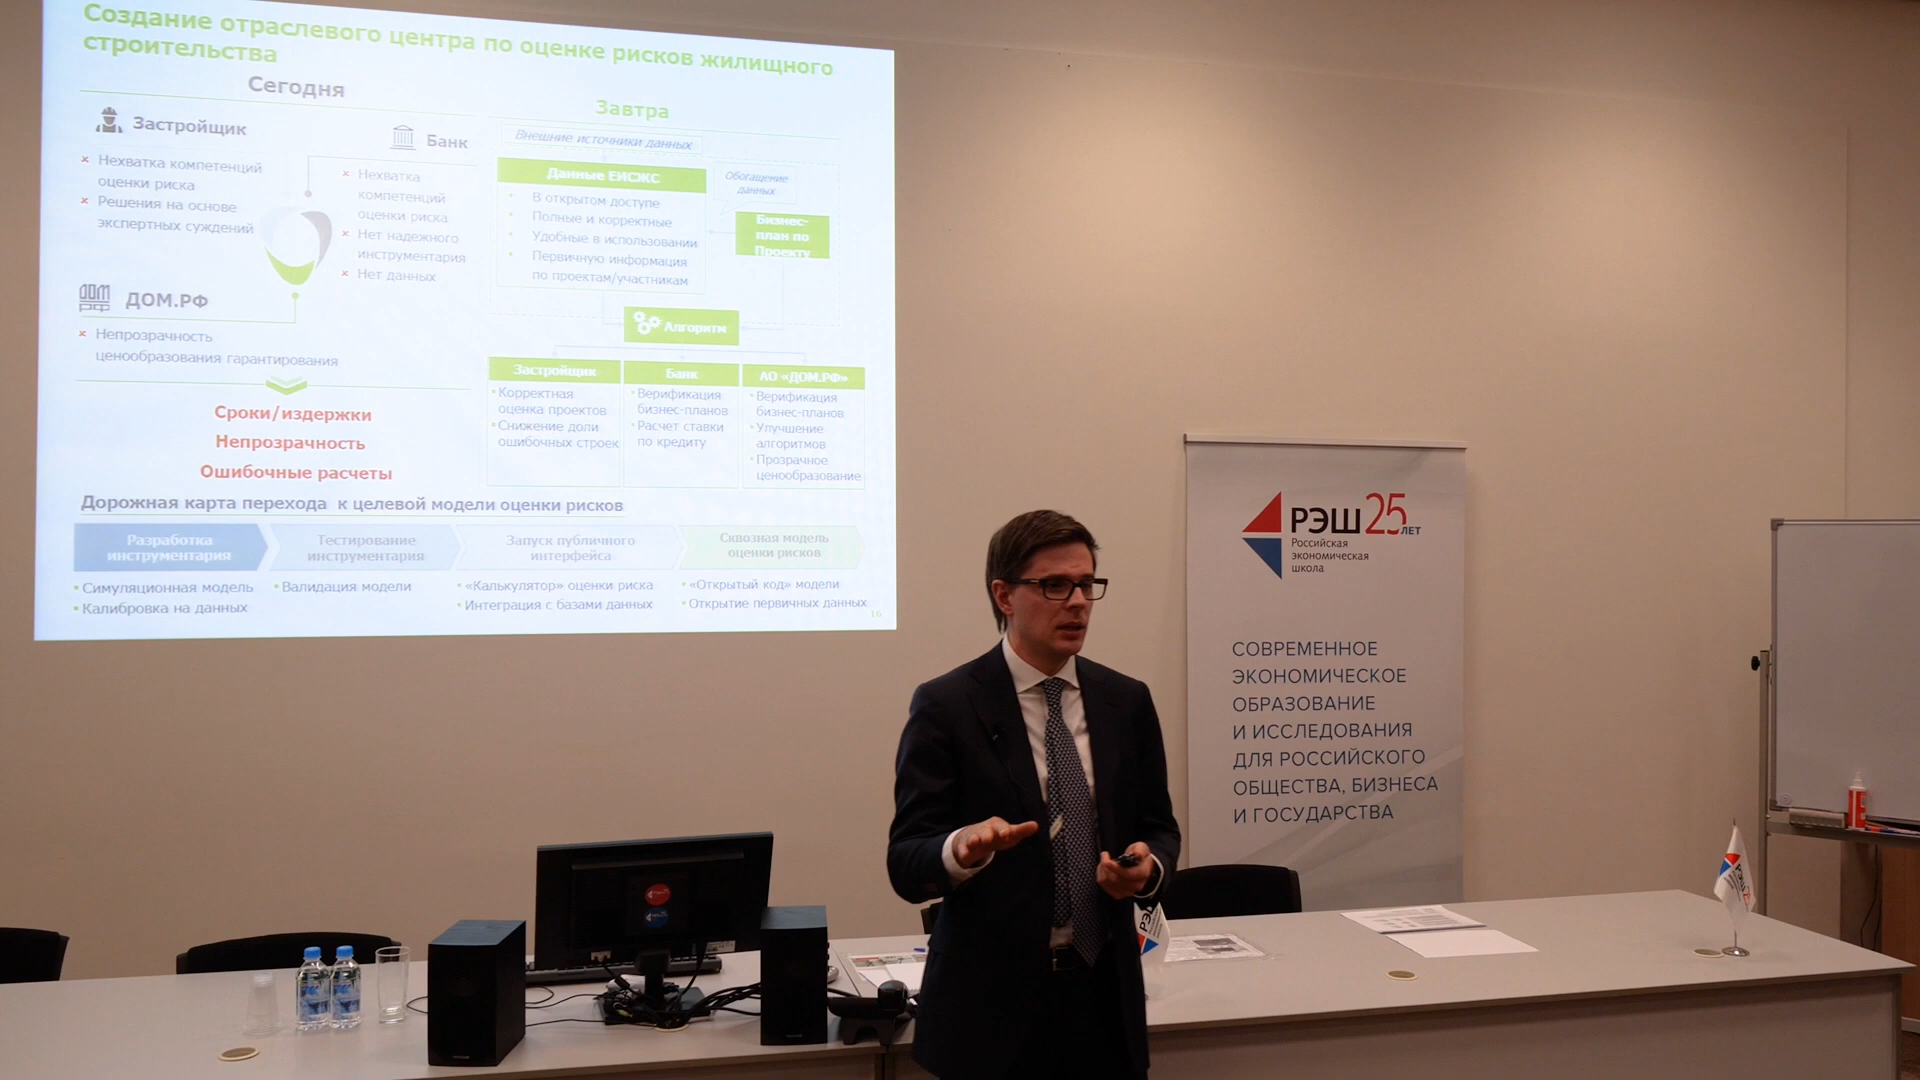 Создание отраслевого центра по оценке рисков жилищного
строительства
Сегодня
Застройщик
Нехватка компетенций
оценки риска
Решения на основе
экспертных суждений
Банк
Нехватка
компетенций
оценки риска
Нет надежного
инструментария
Нет данных
ДОМ
РФ
ДОМ.РФ
Непрозрачность
ценообразования гарантирования
Сроки/издержки
Непрозрачность
Ошибочные расчеты
Завтра
Внешние источники данных
Данные ЕИСЖС
В открытом доступе
Полные и корректные
Удобные в использовании
Первичную информация
по проектам/участникам
Обогащение
данных
Бизнес-
план по
Проекту
Алгоритм
Застройщик
Корректная
оценка проектов
Снижение доли
ошибочных строек
Банк
Верификация
бизнес-планов
Расчет ставки
по кредиту
АО «ДОМ.РФ»
Верификация
бизнес-планов
Улучшение
алгоритмов
Прозрачное
ценообразование
Дорожная карта перехода к целевой модели оценки рисков
Разработка
инструментария
Тестирование
инструментария
Запуск публичного
интерфейса
Сквозная модель
оценки рисков
Симуляционная модель
Калибровка на данных
Валидация модели
«Калькулятор» оценки риска
Интеграция с базами данных
«Открытый код» модели
Открытие первичных данных
16
РЭШ 25 ЛЕТ
Российская
экономическая
школа
СОВРЕМЕННОЕ
ЭКОНОМИЧЕСКОЕ
ОБРАЗОВАНИЕ
И ИССЛЕДОВАНИЯ
ДЛЯ РОССИЙСКОГО
ОБЩЕСТВА, БИЗНЕСА
И ГОСУДАРСТВА
РЭШ
РЭШ 25